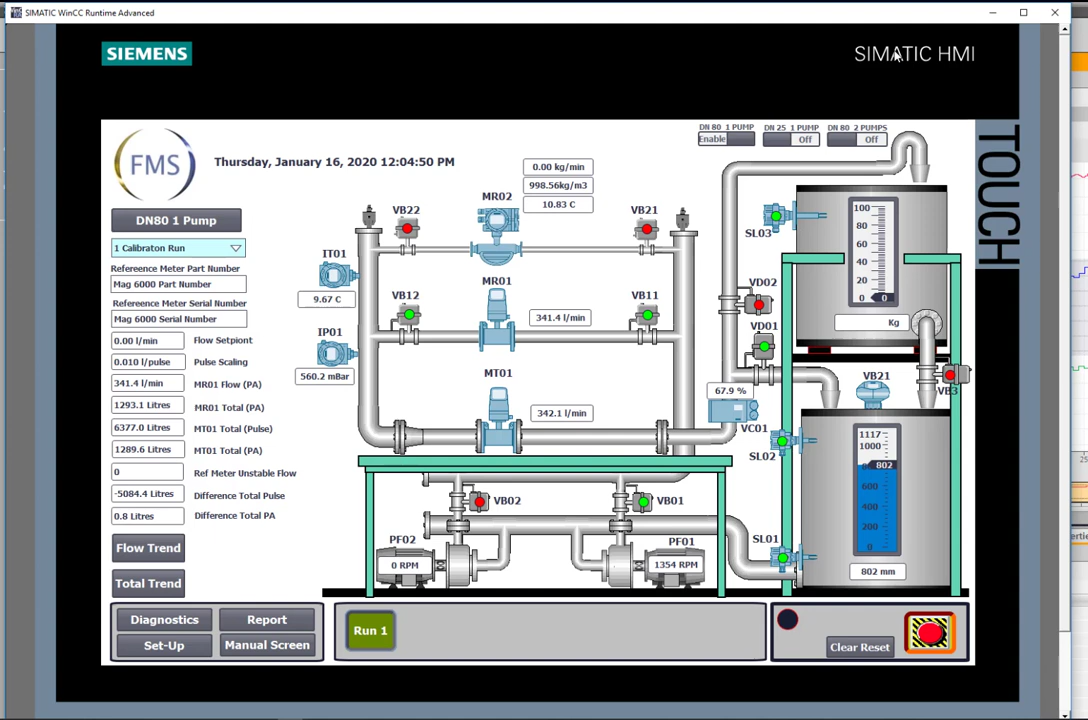 SIMATIC WinCC Runtime Advanced
SIEMENS
SIMATIC HMI
TOUCH
FMS
Thursday, January 16, 2020 12:04:50 PM
DN 80 1 PUMP
Enable
DN 25 1 PUMP
Off
DN 80 2 PUMPS
Off
DN80 1 Pump
1 Calibraton Run
Refereence Meter Part Number
Mag 6000 Part Number
Refereence Meter Serial Number
Mag 6000 Serial Number
0.00 l/min Flow Setpiont
0.010 l/pulse Pulse Scaling
341.4 l/min MR01 Flow (PA)
1293.1 Litres MR01 Total (PA)
6377.0 Litres MT01 Total (Pulse)
1289.6 Litres MT01 Total (PA)
0 Ref Meter Unstable Flow
-5084.4 Litres Difference Total Pulse
0.8 Litres Difference Total PA
Flow Trend
Total Trend
Diagnostics
Report
Set-Up
Manual Screen
0.00 kg/min
998.56kg/m3
10.83 C
MR02
VB22
VB21
IT01
9.67 C
MR01
VB12
VB11
341.4 l/min
IP01
560.2 mBar
MT01
342.1 l/min
67.9 %
VC01
VB02
VB01
PF02
0 RPM
PF01
1354 RPM
SL03
100
80
60
40
20
0
0
Kg
VD02
VD01
VB21
VB3
SL02
1117
1000
802
600
400
200
0
SL01
802 mm
Run 1
Clear Reset